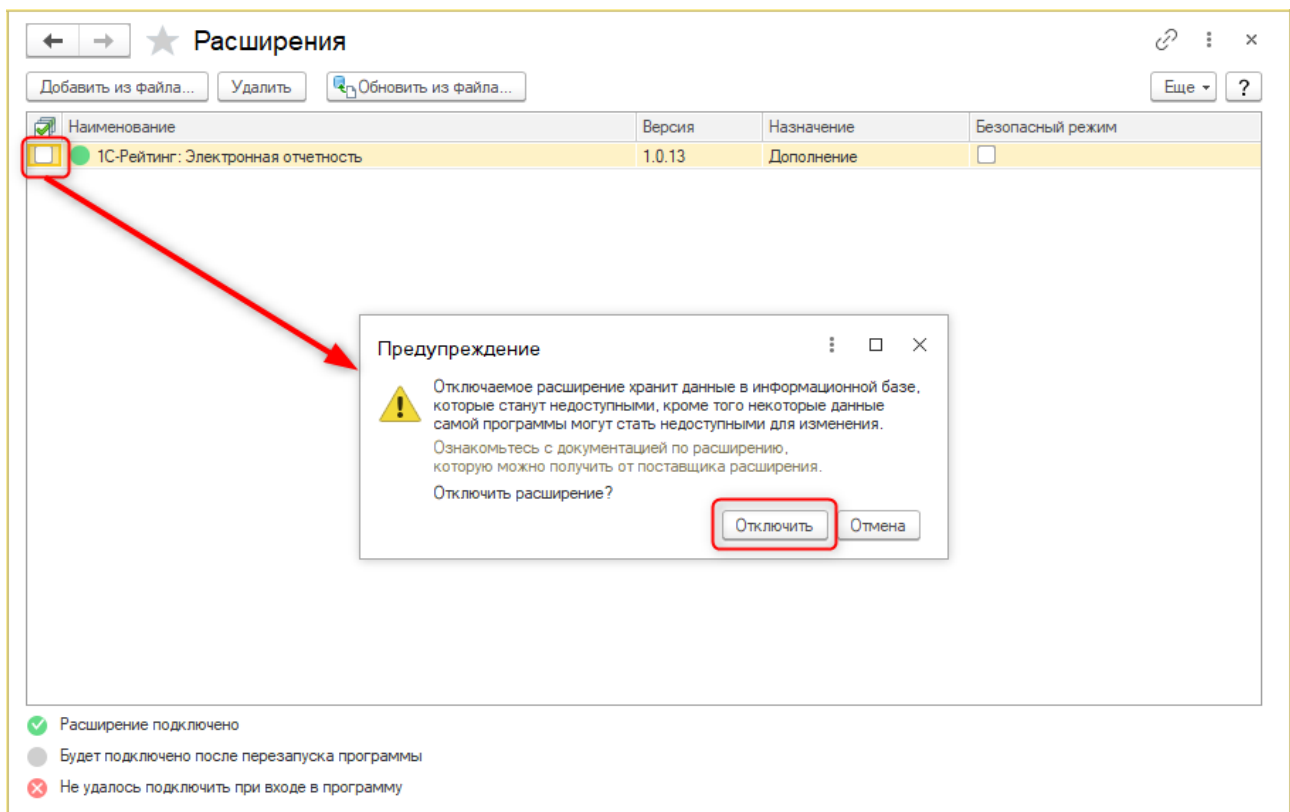 Расширения
Добавить из файла...
Удалить
Обновить из файла...
Еще
?
Наименование
Версия
Назначение
Безопасный режим
1С-Рейтинг: Электронная отчетность
1.0.13
Дополнение
Предупреждение
Отключаемое расширение хранит данные в информационной базе,
которые станут недоступными, кроме того некоторые данные
самой программы могут стать недоступными для изменения.
Ознакомьтесь с документацией по расширению,
которую можно получить от поставщика расширения.
Отключить расширение?
Отключить
Отмена
Расширение подключено
Будет подключено после перезапуска программы
Не удалось подключить при входе в программу